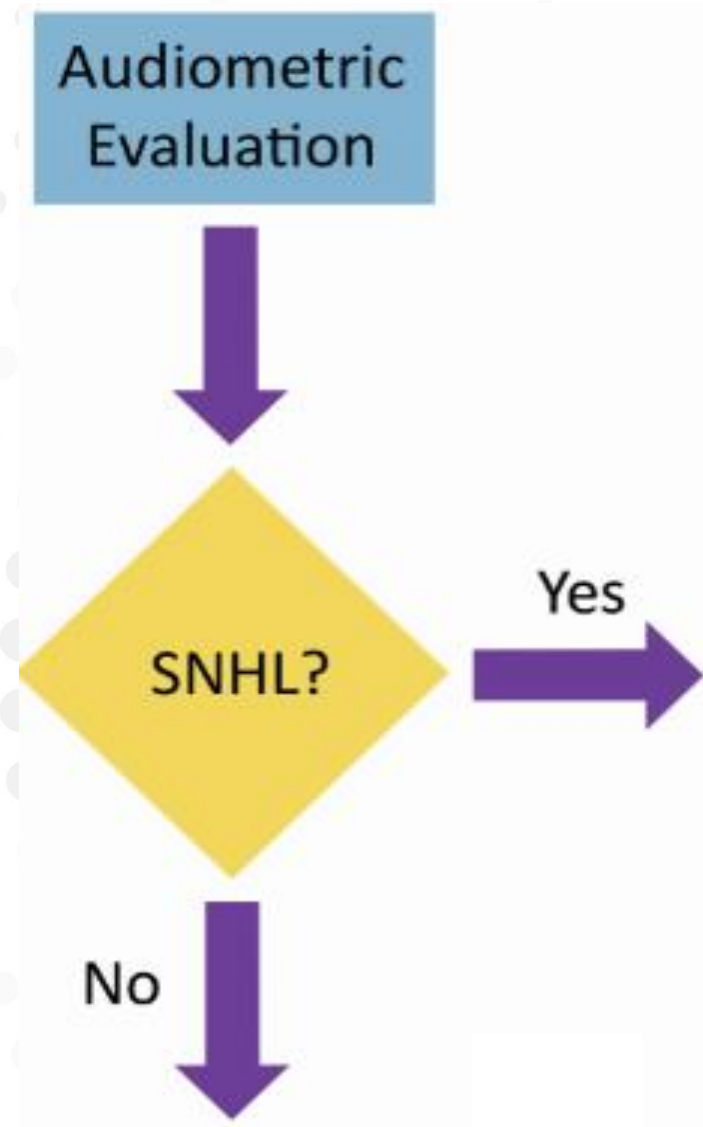 Audiometric
Evaluation
SNHL?
Yes
No